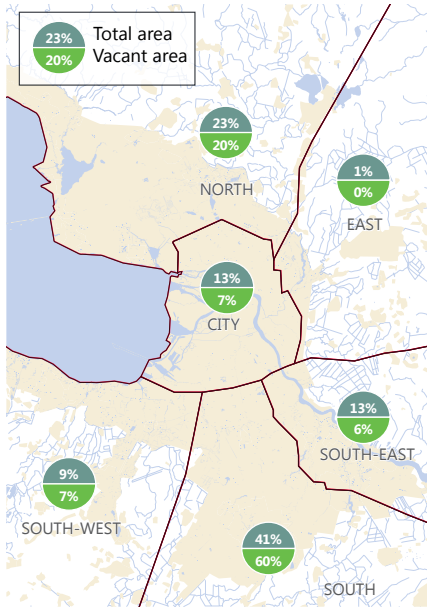 23% Total area
20% Vacant area
23%
20%
NORTH
1%
0%
EAST
13%
7%
CITY
13%
6%
SOUTH-EAST
9%
7%
SOUTH-WEST
41%
60%
SOUTH